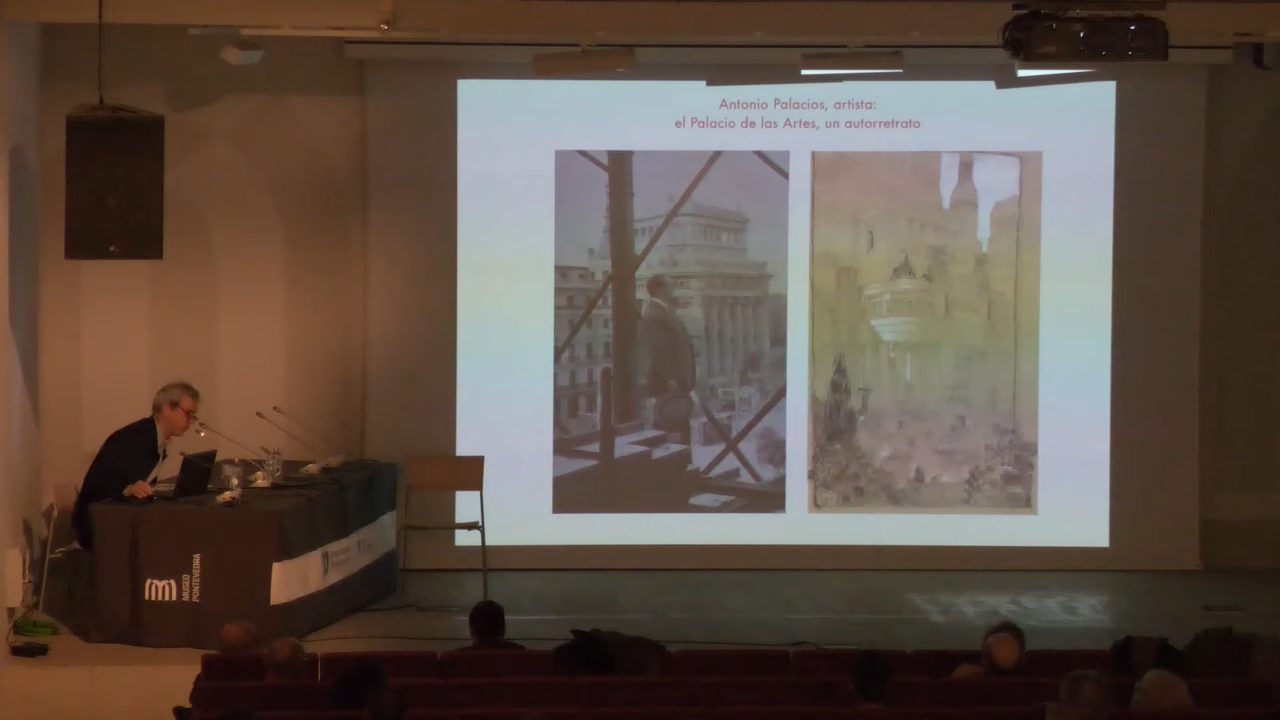 Antonio Palacios, artista:
el Palacio de las Artes, un autorretrato
MUSEO
PONTEVEDRA